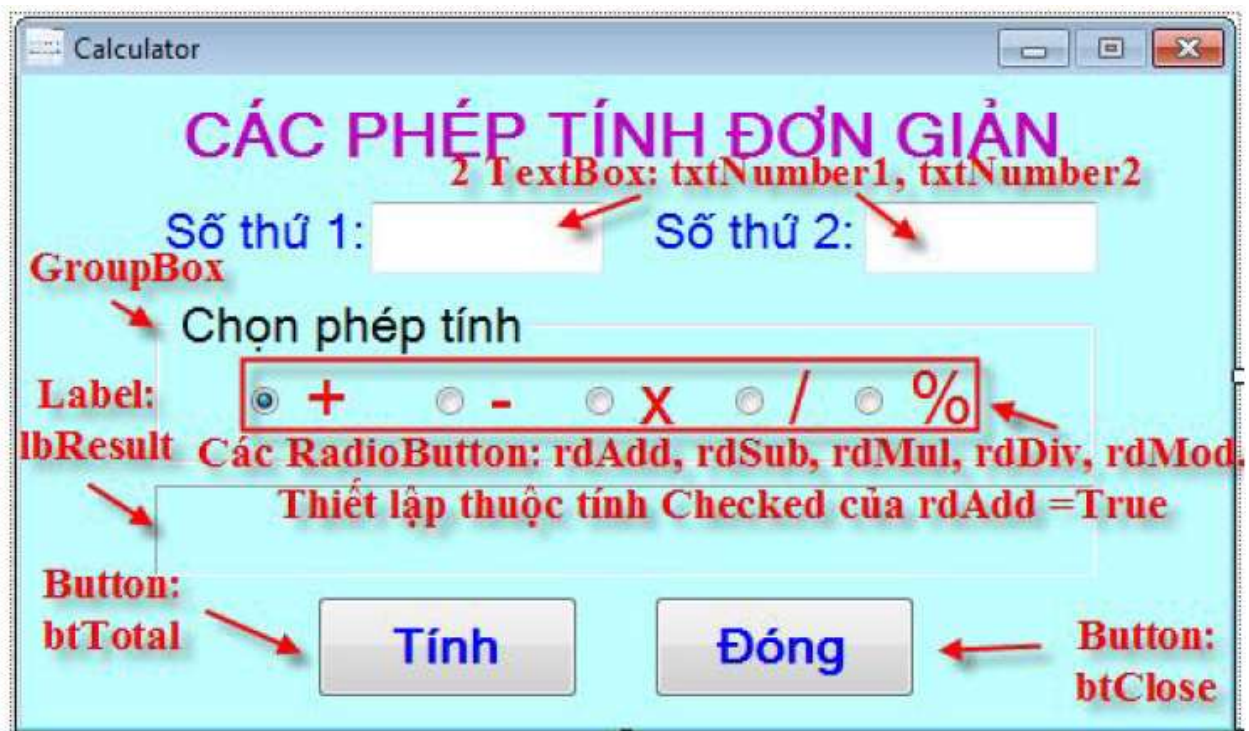 Calculator
CÁC PHÉP TÍNH ĐƠN GIẢN
2 TextBox: txtNumber1, txtNumber2
Số thứ 1:
Số thứ 2:
GroupBox
Chọn phép tính
+ - x / %
Label:
lbResult
Các RadioButton: rdAdd, rdSub, rdMul, rdDiv, rdMod.
Thiết lập thuộc tính Checked của rdAdd =True
Button:
btTotal
Tính
Đóng
Button:
btClose